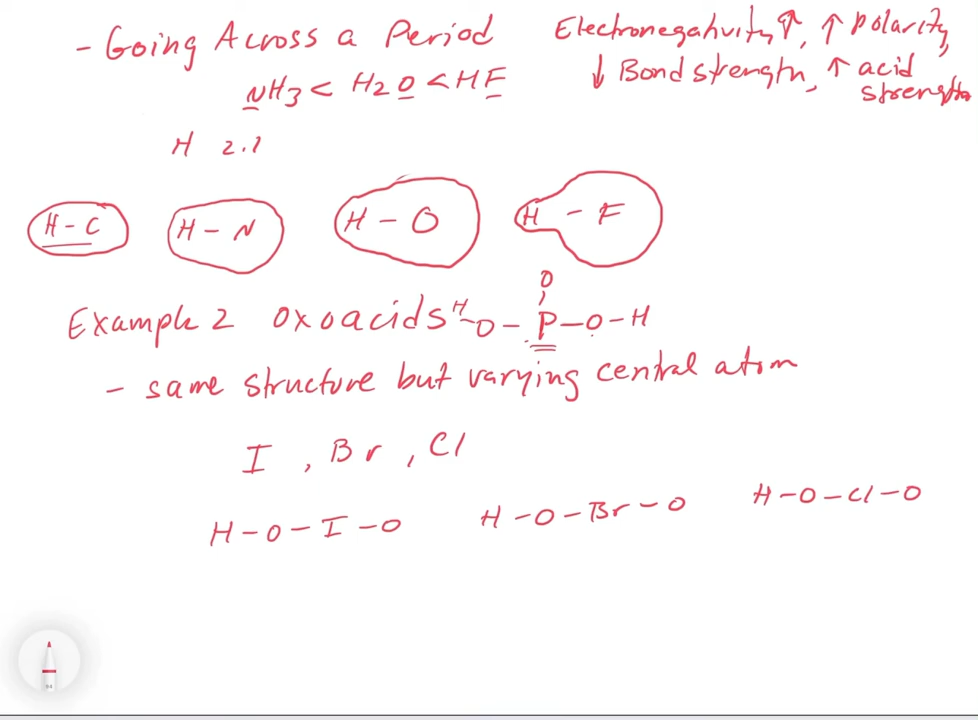 - Going Across a Period
Electronegativity ↑, ↑ polarity,
↓ Bond strength, ↑ acid
strength
NH3 < H2O < HF
H 2.1
H - C H - N H - O H - F
O
Example 2 oxoacids H-O-P-O-H
- same structure but varying central atom
I, Br, Cl
H-O-I-O H-O-Br-O H-O-Cl-O